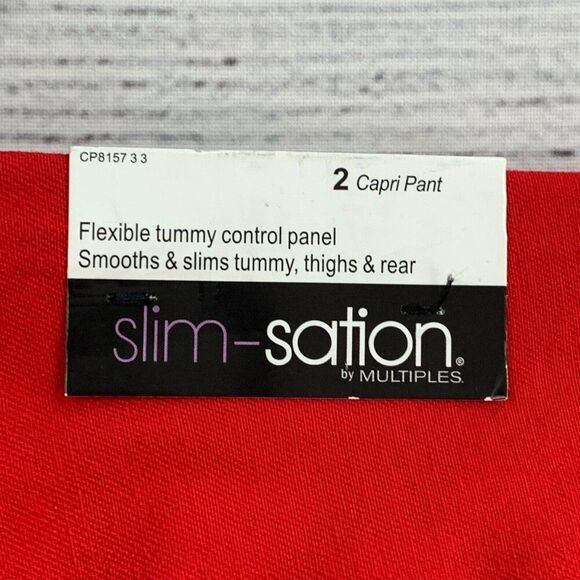 CP8157 3 3
2 Capri Pant
Flexible tummy control panel
Smooths & slims tummy, thighs & rear
slim-sation®
by MULTIPLES